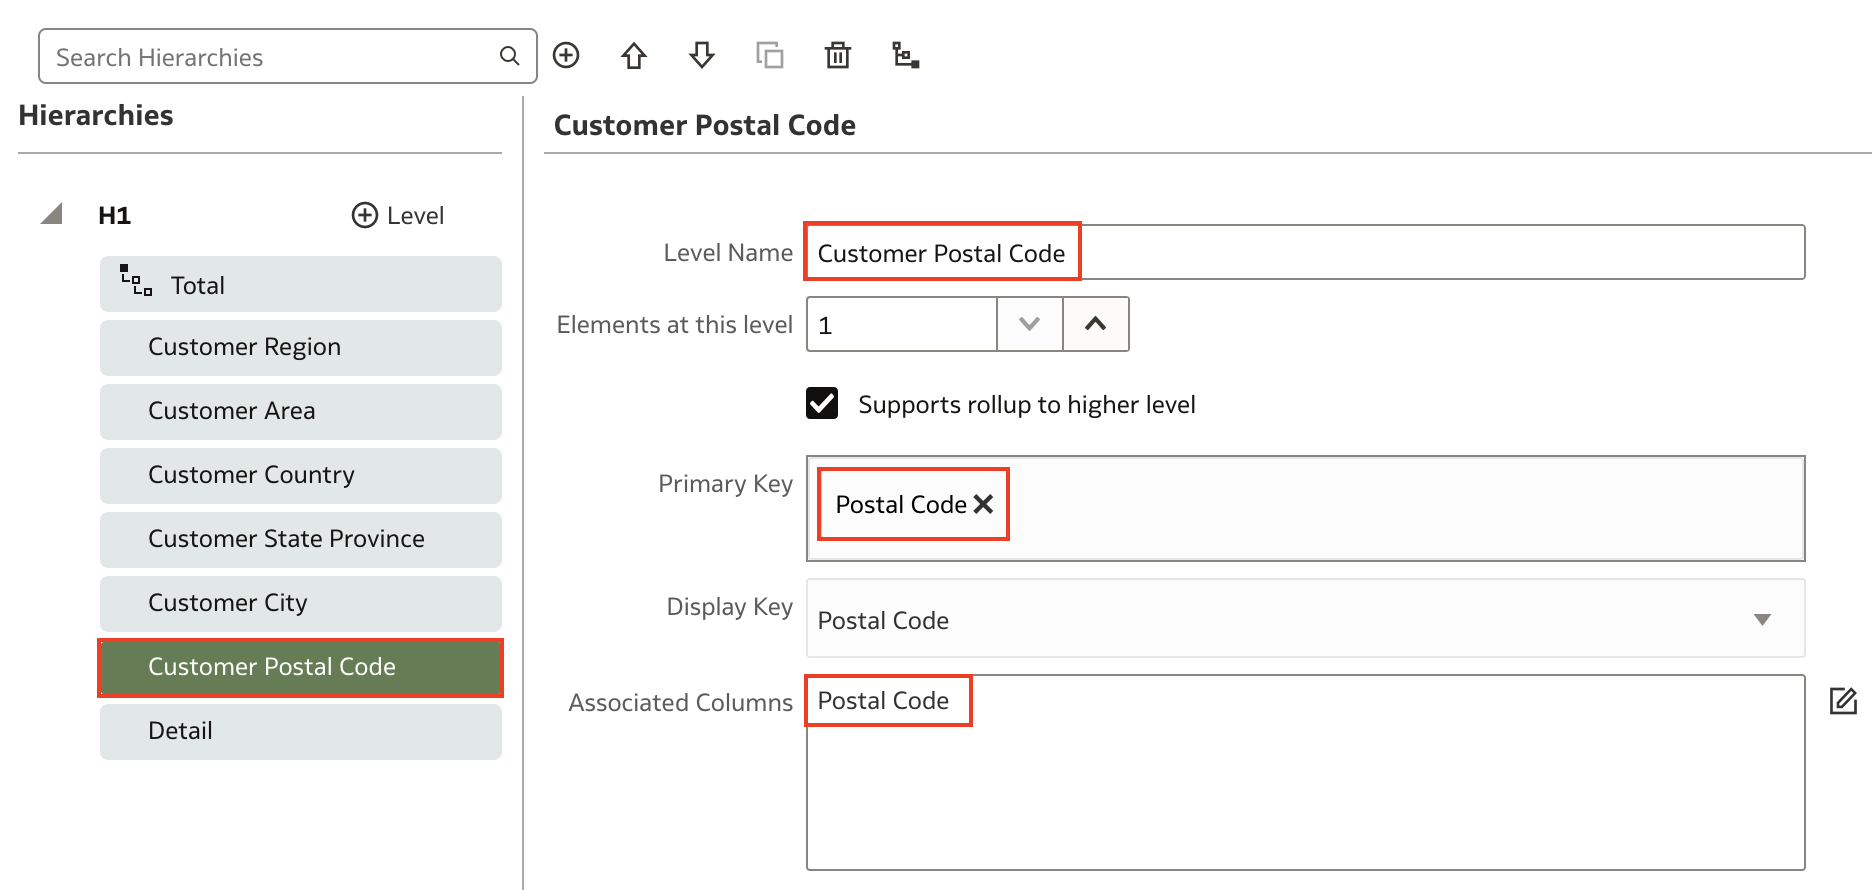 Search Hierarchies
Hierarchies
H1
Level
Total
Customer Region
Customer Area
Customer Country
Customer State Province
Customer City
Customer Postal Code
Detail
Customer Postal Code
Level Name
Customer Postal Code
Elements at this level
1
Supports rollup to higher level
Primary Key
Postal Code
Display Key
Postal Code
Associated Columns
Postal Code